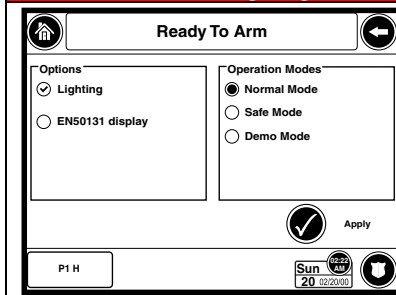 Ready To Arm
Options
Lighting
EN50131 display
Operation Modes
Normal Mode
Safe Mode
Demo Mode
Apply
P1 H
Sun 02:22 AM
20 02/20/00